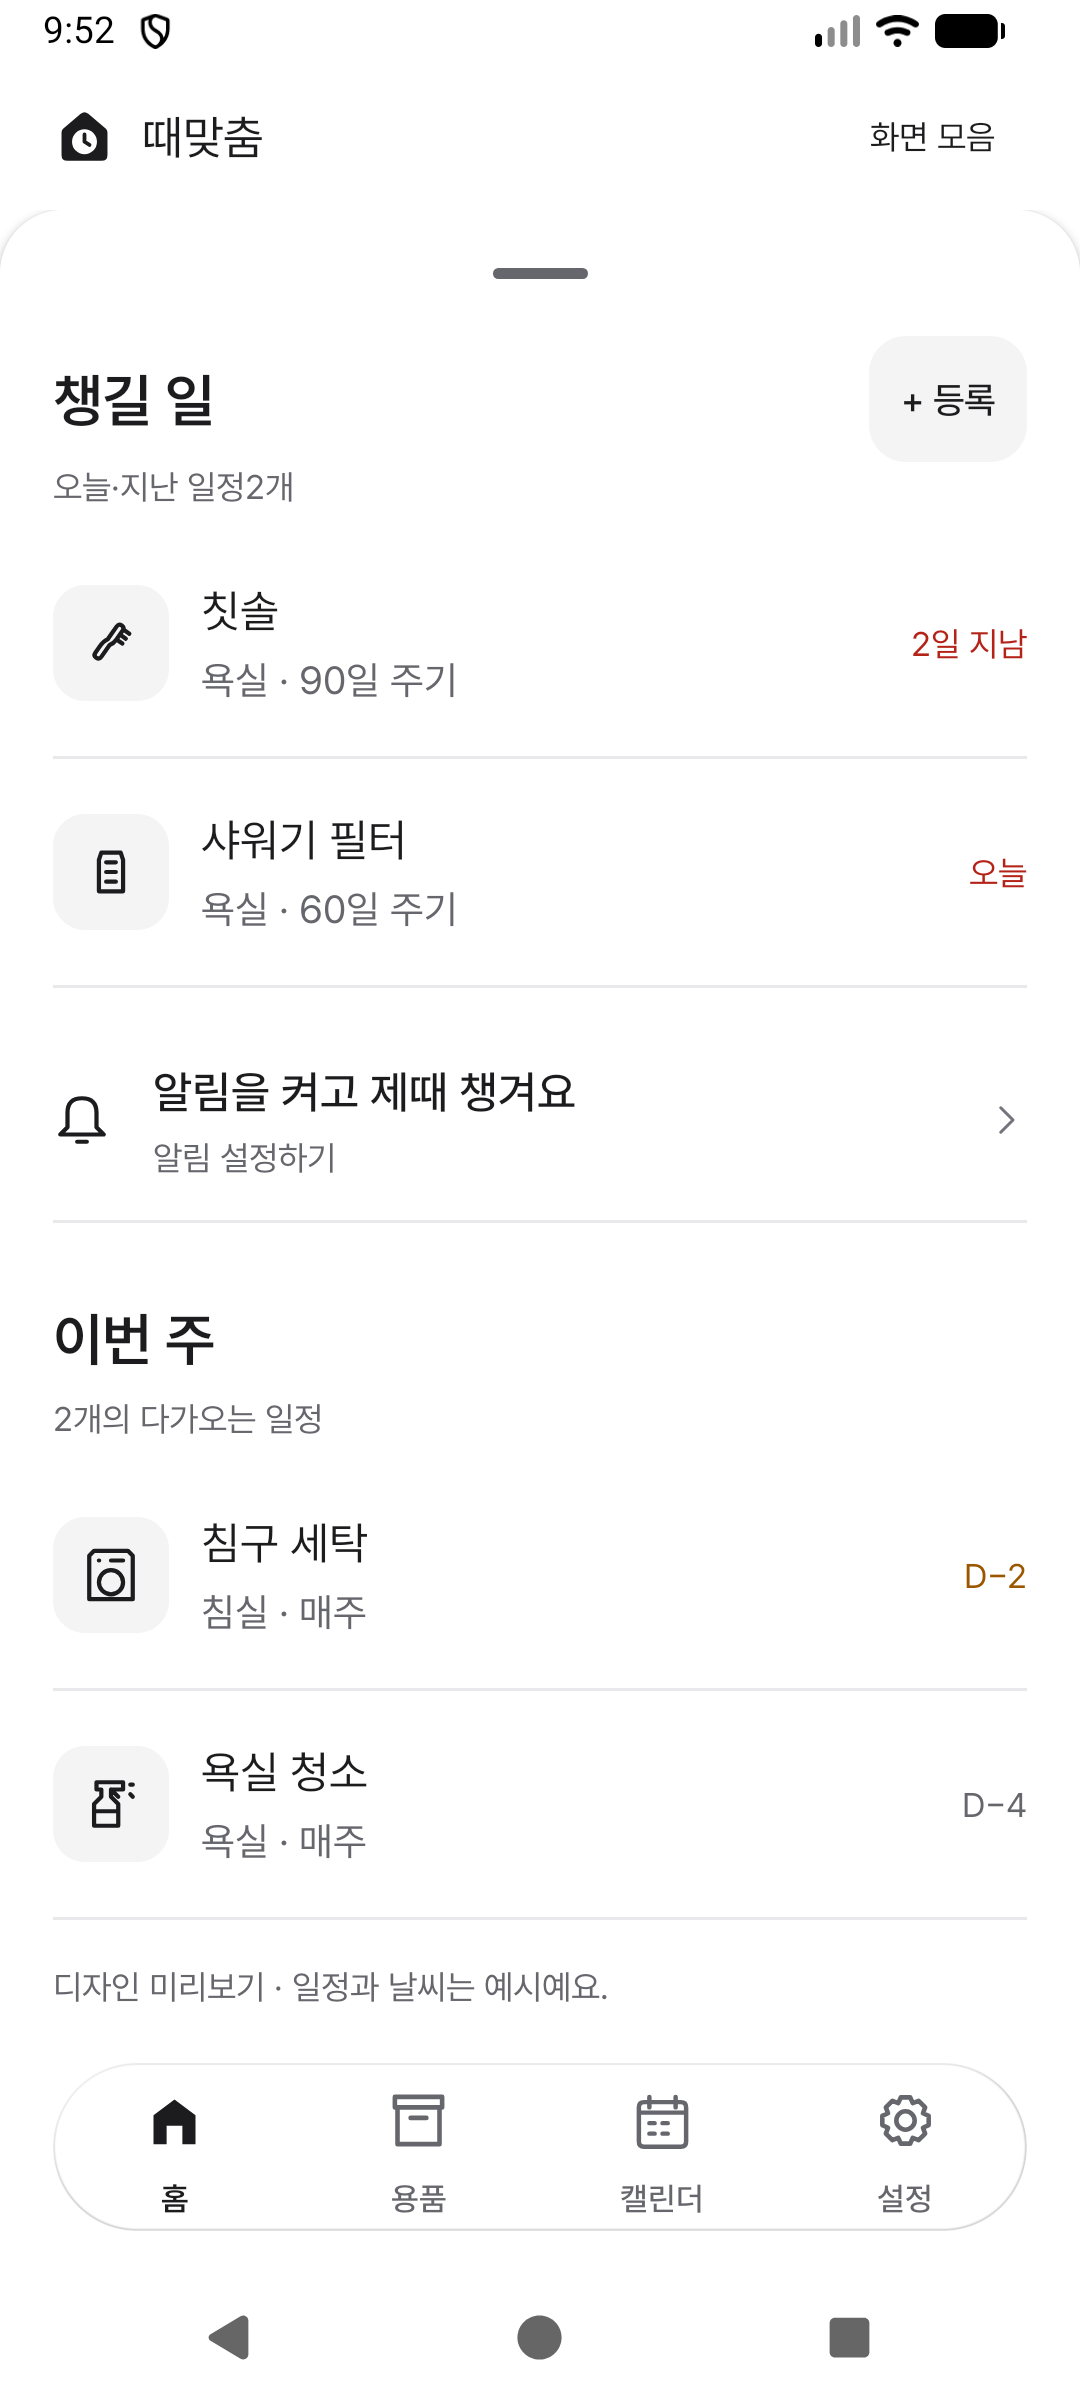 9:52
때맞춤
화면 모음
챙길 일
+ 등록
오늘·지난 일정2개
칫솔
욕실 · 90일 주기
2일 지남
샤워기 필터
욕실 · 60일 주기
오늘
알림을 켜고 제때 챙겨요
알림 설정하기
이번 주
2개의 다가오는 일정
침구 세탁
침실 · 매주
D−2
욕실 청소
욕실 · 매주
D−4
디자인 미리보기 · 일정과 날씨는 예시예요.
홈
용품
캘린더
설정